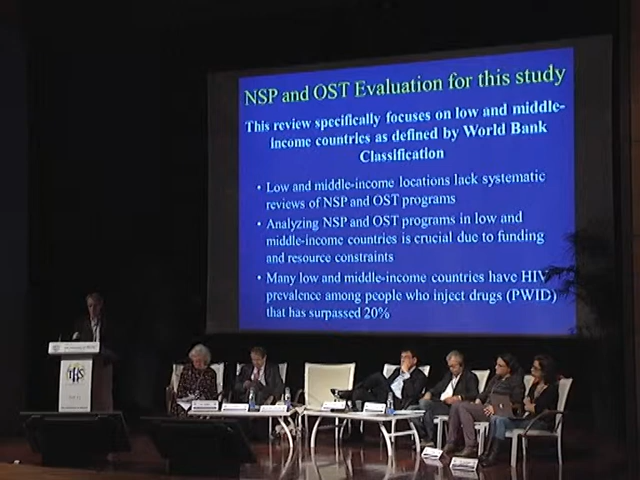 NSP and OST Evaluation for this study
This review specifically focuses on low and middle-
income countries as defined by World Bank
Classification
• Low and middle-income locations lack systematic
reviews of NSP and OST programs
• Analyzing NSP and OST programs in low and
middle-income countries is crucial due to funding
and resource constraints
• Many low and middle-income countries have HIV
prevalence among people who inject drugs (PWID)
that has surpassed 20%